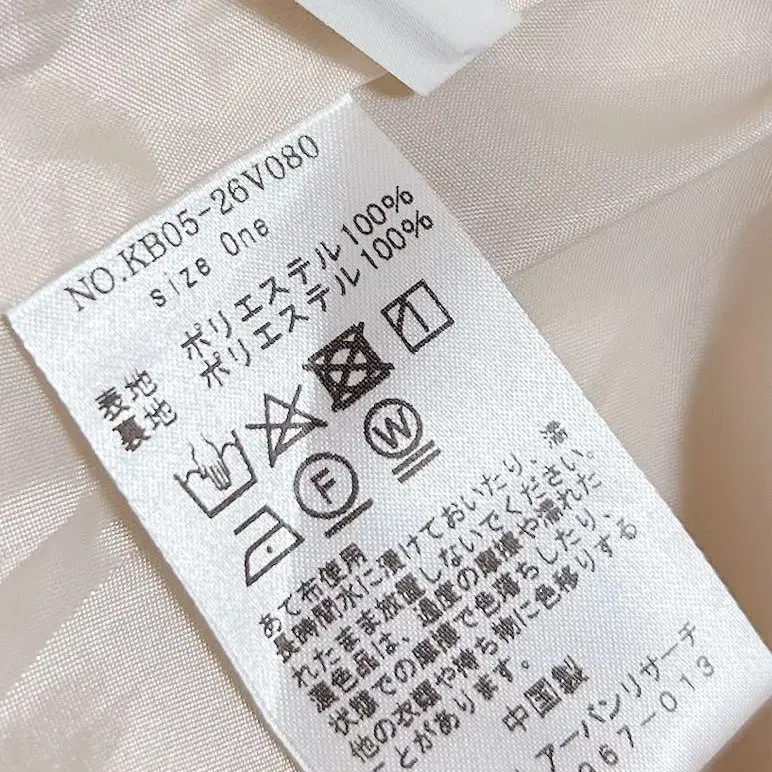 NO.KB05-26V080
size One
表地 ポリエステル100%
裏地 ポリエステル100%
F W
あて布使用
長時間水に漬けておいたり、濡
れたまま放置しないでください。
濃色品は、過度の摩擦や濡れた
状態での摩擦で色落ちしたり、
他の衣類や持ち物に色移りする
ことがあります。
中国製
アーバンリサーチ
967-013